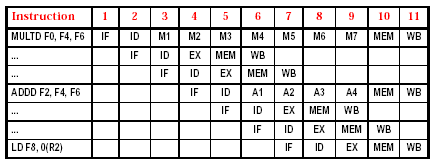 Instruction 1 2 3 4 5 6 7 8 9 10 11
MULTD F0, F4, F6 IF ID M1 M2 M3 M4 M5 M6 M7 MEM WB
... IF ID EX MEM WB
... IF ID EX MEM WB
ADDD F2, F4, F6 IF ID A1 A2 A3 A4 MEM WB
... IF ID EX MEM WB
... IF ID EX MEM WB
LD F8, 0(R2) IF ID EX MEM WB